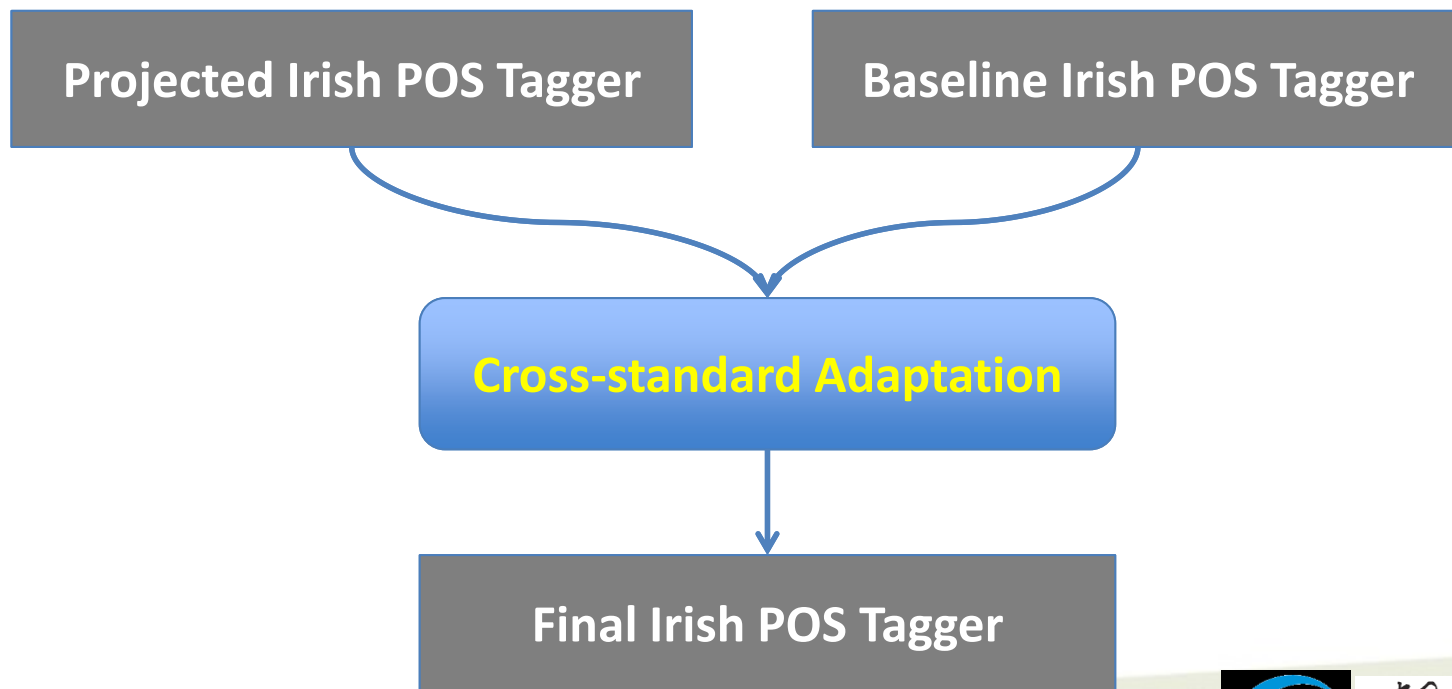 Projected Irish POS Tagger
Baseline Irish POS Tagger
Cross-standard Adaptation
Final Irish POS Tagger